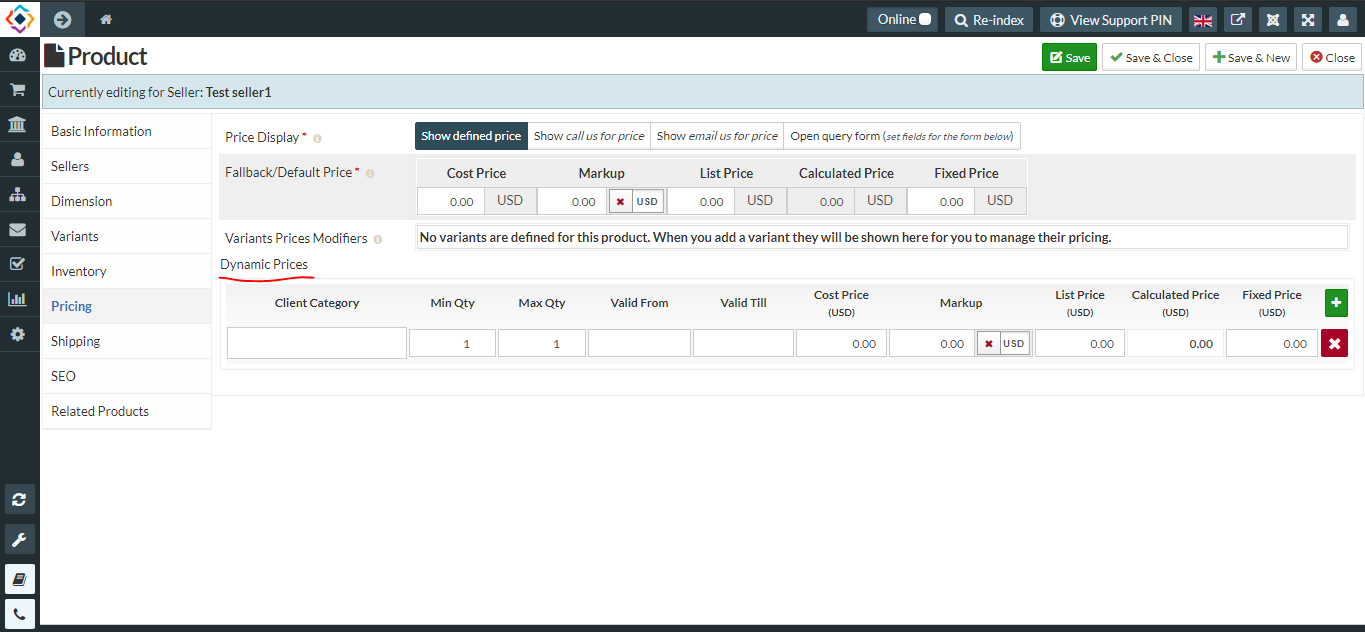 Online Re-index View Support PIN
Product
Save Save & Close Save & New Close
Currently editing for Seller: Test seller1
Basic Information
Sellers
Dimension
Variants
Inventory
Pricing
Shipping
SEO
Related Products
Price Display * Show defined price Show call us for price Show email us for price Open query form (set fields for the form below)
Fallback/Default Price *
Cost Price Markup List Price Calculated Price Fixed Price
0.00 USD 0.00 USD 0.00 USD 0.00 USD 0.00 USD
Variants Prices Modifiers No variants are defined for this product. When you add a variant they will be shown here for you to manage their pricing.
Dynamic Prices
Client Category Min Qty Max Qty Valid From Valid Till Cost Price (USD) Markup List Price (USD) Calculated Price (USD) Fixed Price (USD)
1 1 0.00 0.00 USD 0.00 0.00 0.00